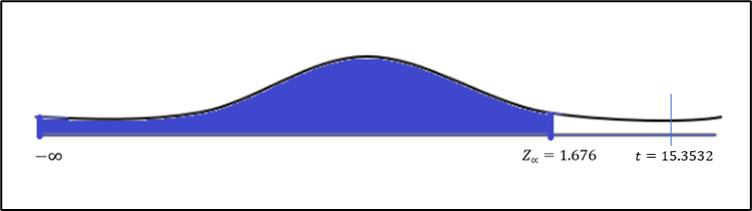 −∞ Z∝ = 1.676 t = 15.3532